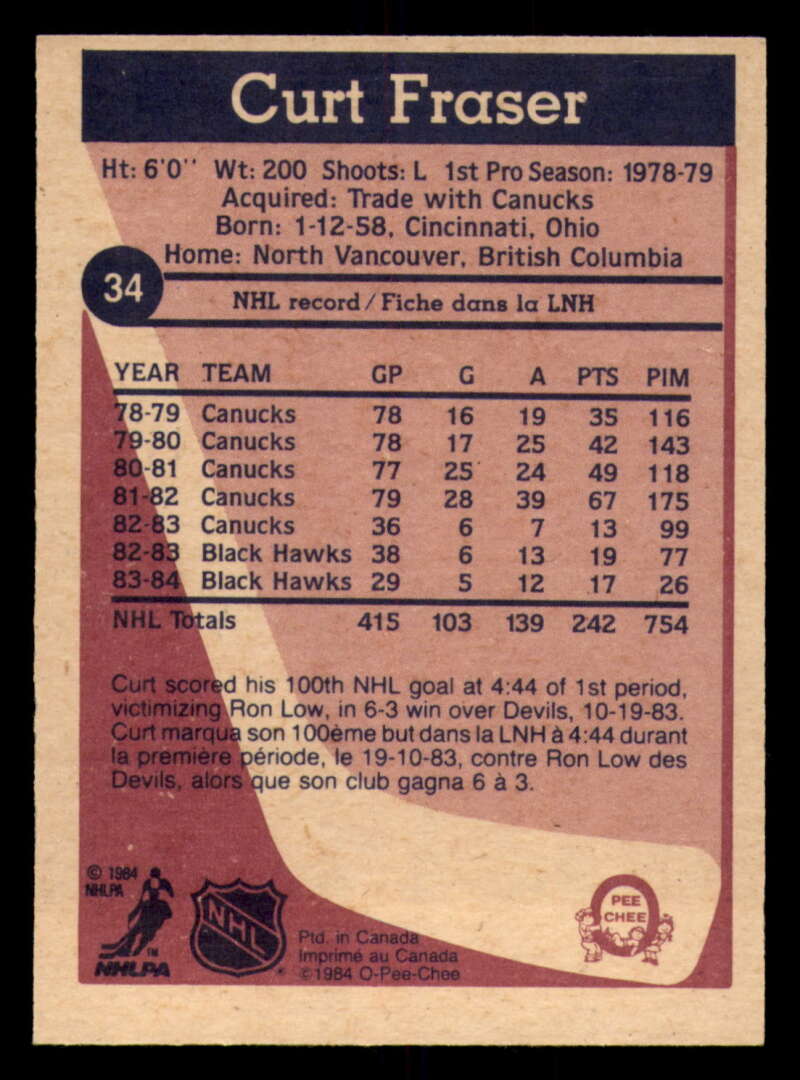 Curt Fraser
Ht: 6'0'' Wt: 200 Shoots: L 1st Pro Season: 1978-79
Acquired: Trade with Canucks
Born: 1-12-58, Cincinnati, Ohio
Home: North Vancouver, British Columbia
34
NHL record / Fiche dans la LNH
YEAR TEAM GP G A PTS PIM
78-79 Canucks 78 16 19 35 116
79-80 Canucks 78 17 25 42 143
80-81 Canucks 77 25 24 49 118
81-82 Canucks 79 28 39 67 175
82-83 Canucks 36 6 7 13 99
82-83 Black Hawks 38 6 13 19 77
83-84 Black Hawks 29 5 12 17 26
NHL Totals 415 103 139 242 754
Curt scored his 100th NHL goal at 4:44 of 1st period,
victimizing Ron Low, in 6-3 win over Devils, 10-19-83.
Curt marqua son 100ème but dans la LNH à 4:44 durant
la première période, le 19-10-83, contre Ron Low des
Devils, alors que son club gagna 6 à 3.
© 1984
NHLPA
TM
NHLPA
NHL
Ptd. in Canada
Imprimé au Canada
©1984 O-Pee-Chee
O
PEE
CHEE